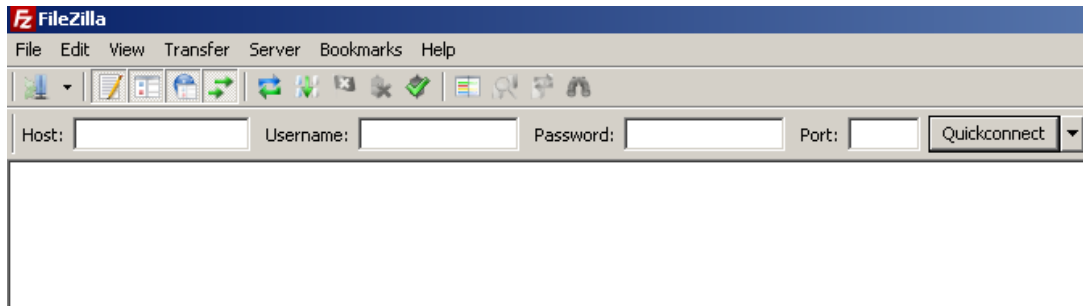 FileZilla
File Edit View Transfer Server Bookmarks Help
Host: Username: Password: Port: Quickconnect